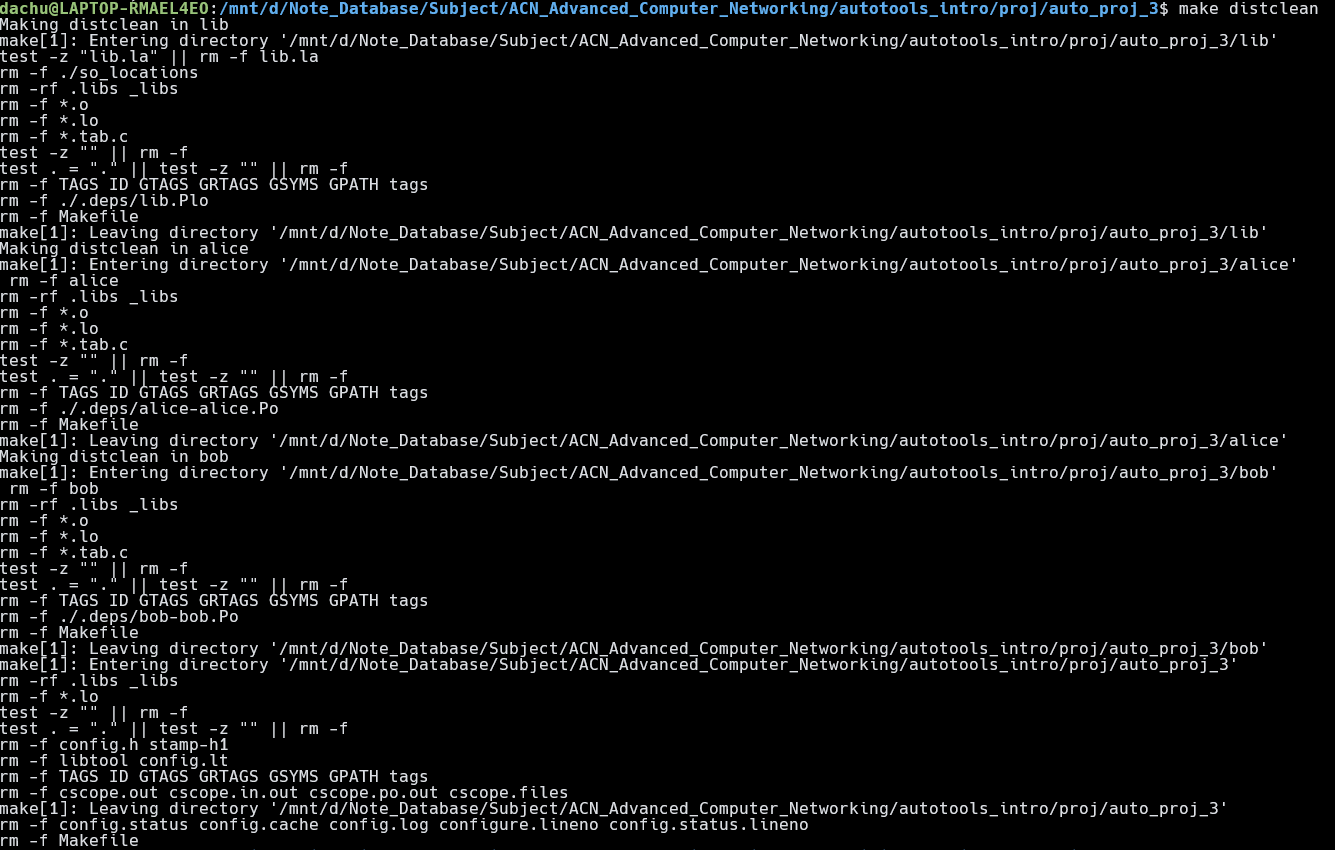 dachu@LAPTOP-RMAEL4EO:/mnt/d/Note_Database/Subject/ACN_Advanced_Computer_Networking/autotools_intro/proj/auto_proj_3$ make distclean
Making distclean in lib
make[1]: Entering directory '/mnt/d/Note_Database/Subject/ACN_Advanced_Computer_Networking/autotools_intro/proj/auto_proj_3/lib'
test -z "lib.la" || rm -f lib.la
rm -f ./so_locations
rm -rf .libs _libs
rm -f *.o
rm -f *.lo
rm -f *.tab.c
test -z "" || rm -f
test . = "." || test -z "" || rm -f
rm -f TAGS ID GTAGS GRTAGS GSYMS GPATH tags
rm -f ./.deps/lib.Plo
rm -f Makefile
make[1]: Leaving directory '/mnt/d/Note_Database/Subject/ACN_Advanced_Computer_Networking/autotools_intro/proj/auto_proj_3/lib'
Making distclean in alice
make[1]: Entering directory '/mnt/d/Note_Database/Subject/ACN_Advanced_Computer_Networking/autotools_intro/proj/auto_proj_3/alice'
 rm -f alice
rm -rf .libs _libs
rm -f *.o
rm -f *.lo
rm -f *.tab.c
test -z "" || rm -f
test . = "." || test -z "" || rm -f
rm -f TAGS ID GTAGS GRTAGS GSYMS GPATH tags
rm -f ./.deps/alice-alice.Po
rm -f Makefile
make[1]: Leaving directory '/mnt/d/Note_Database/Subject/ACN_Advanced_Computer_Networking/autotools_intro/proj/auto_proj_3/alice'
Making distclean in bob
make[1]: Entering directory '/mnt/d/Note_Database/Subject/ACN_Advanced_Computer_Networking/autotools_intro/proj/auto_proj_3/bob'
 rm -f bob
rm -rf .libs _libs
rm -f *.o
rm -f *.lo
rm -f *.tab.c
test -z "" || rm -f
test . = "." || test -z "" || rm -f
rm -f TAGS ID GTAGS GRTAGS GSYMS GPATH tags
rm -f ./.deps/bob-bob.Po
rm -f Makefile
make[1]: Leaving directory '/mnt/d/Note_Database/Subject/ACN_Advanced_Computer_Networking/autotools_intro/proj/auto_proj_3/bob'
make[1]: Entering directory '/mnt/d/Note_Database/Subject/ACN_Advanced_Computer_Networking/autotools_intro/proj/auto_proj_3'
rm -rf .libs _libs
rm -f *.lo
test -z "" || rm -f
test . = "." || test -z "" || rm -f
rm -f config.h stamp-h1
rm -f libtool config.lt
rm -f TAGS ID GTAGS GRTAGS GSYMS GPATH tags
rm -f cscope.out cscope.in.out cscope.po.out cscope.files
make[1]: Leaving directory '/mnt/d/Note_Database/Subject/ACN_Advanced_Computer_Networking/autotools_intro/proj/auto_proj_3'
rm -f config.status config.cache config.log configure.lineno config.status.lineno
rm -f Makefile